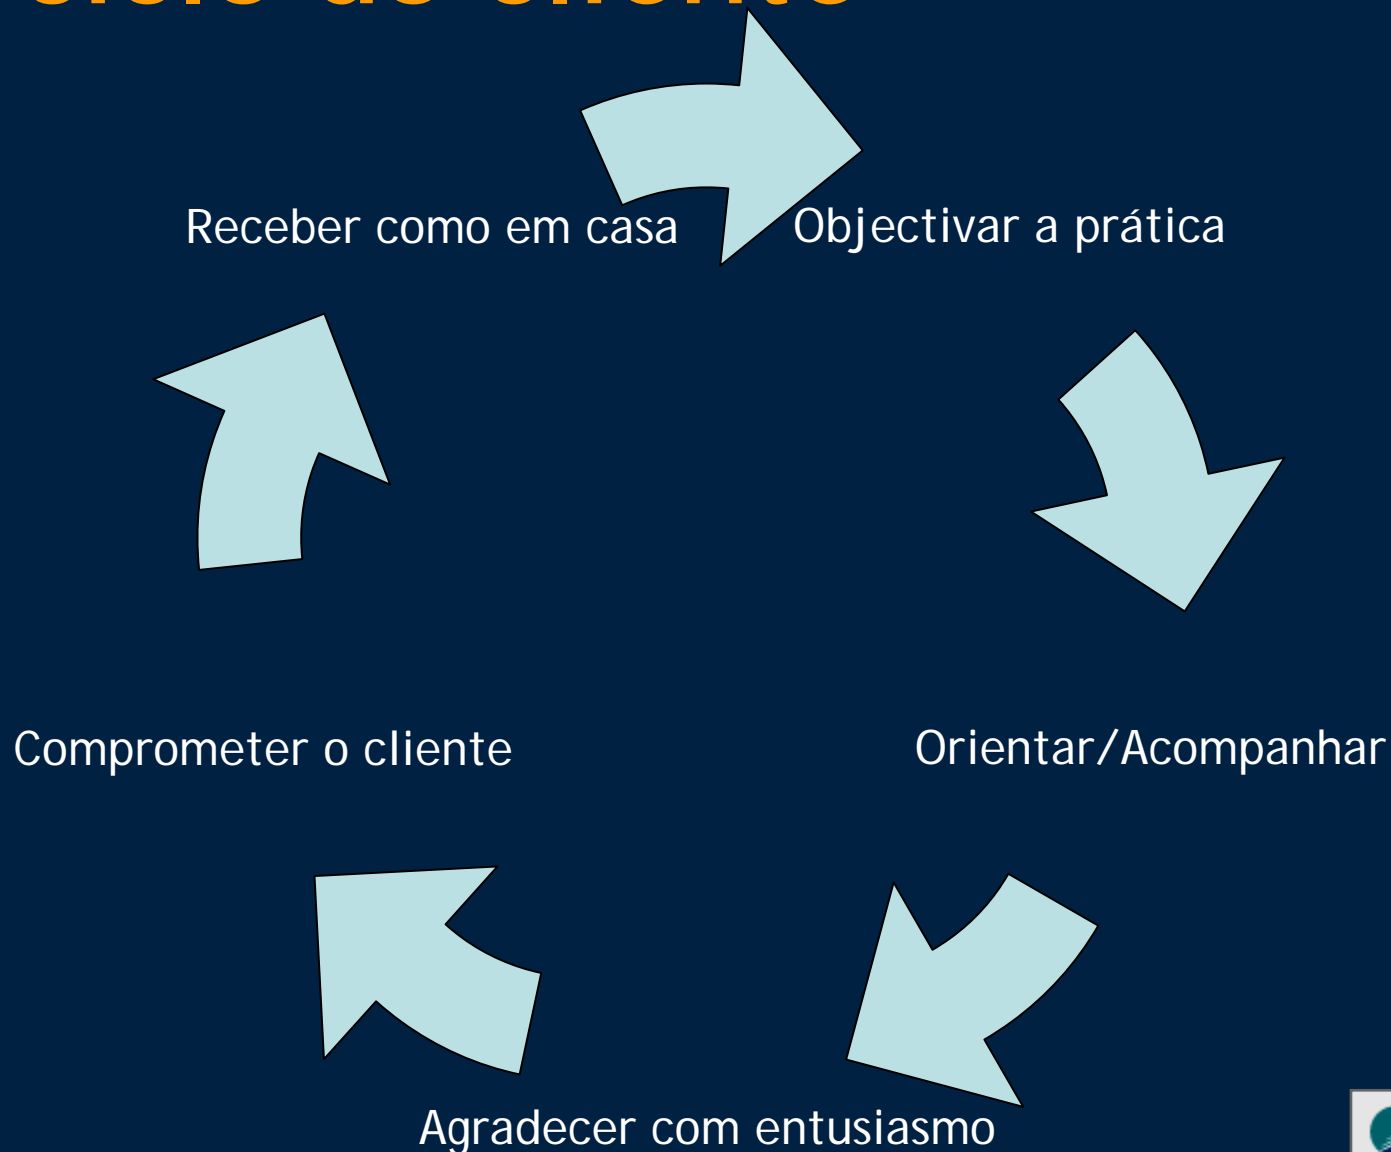 Receber como em casa
Objectivar a prática
Orientar/Acompanhar
Agradecer com entusiasmo
Comprometer o cliente